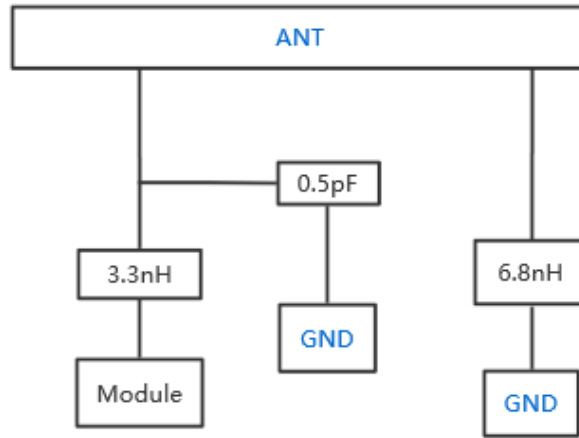 ANT
0.5pF
3.3nH
6.8nH
GND
Module
GND